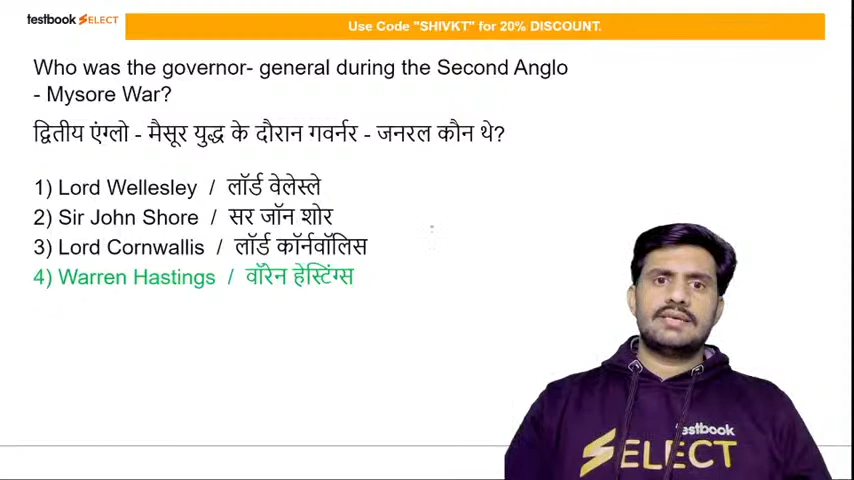 testbook SELECT
Use Code "SHIVKT" for 20% DISCOUNT.
Who was the governor- general during the Second Anglo
- Mysore War?
द्वितीय एंग्लो - मैसूर युद्ध के दौरान गवर्नर - जनरल कौन थे?
1) Lord Wellesley / लॉर्ड वेलेस्ले
2) Sir John Shore / सर जॉन शोर
3) Lord Cornwallis / लॉर्ड कॉर्नवॉलिस
4) Warren Hastings / वॉरेन हेस्टिंग्स
testbook
SELECT